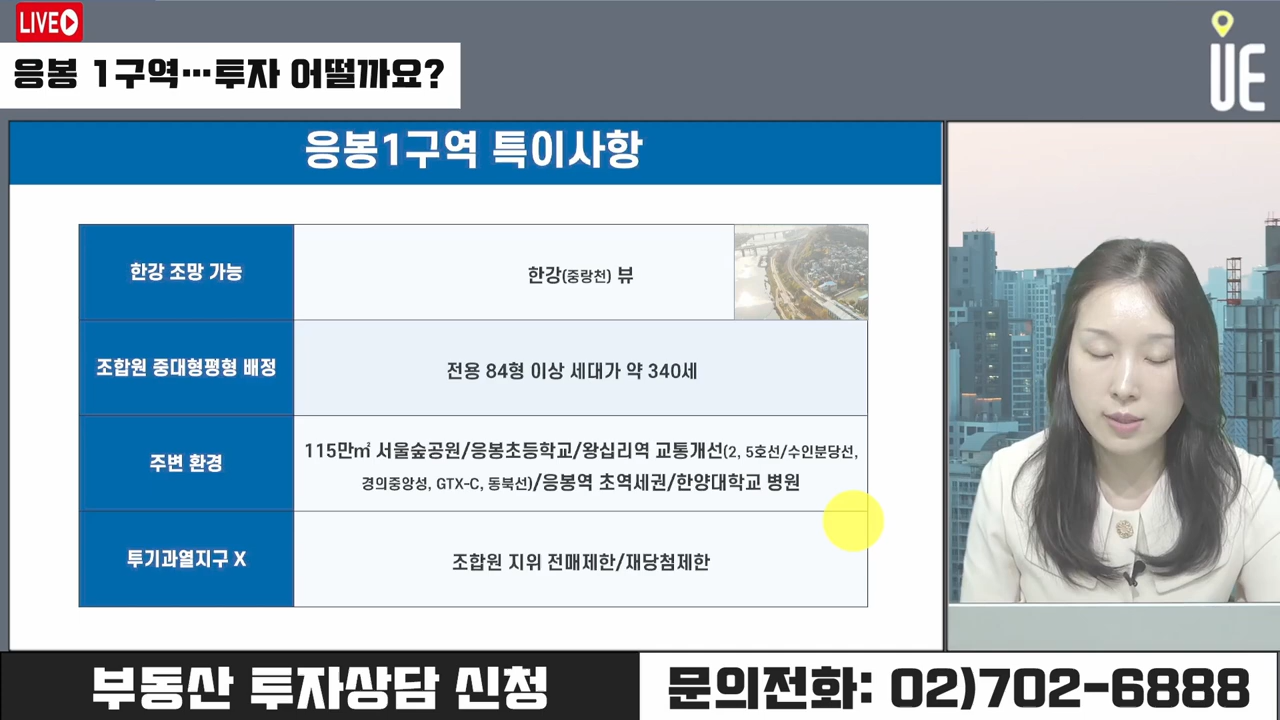 LIVE
응봉 1구역…투자 어떨까요?
UE
응봉1구역 특이사항
한강 조망 가능
한강(중랑천) 뷰
조합원 중대형평형 배정
전용 84형 이상 세대가 약 340세
주변 환경
115만㎡ 서울숲공원/응봉초등학교/왕십리역 교통개선(2, 5호선/수인분당선,
경의중앙성, GTX-C, 동북선)/응봉역 초역세권/한양대학교 병원
투기과열지구 X
조합원 지위 전매제한/재당첨제한
부동산 투자상담 신청
문의전화: 02)702-6888